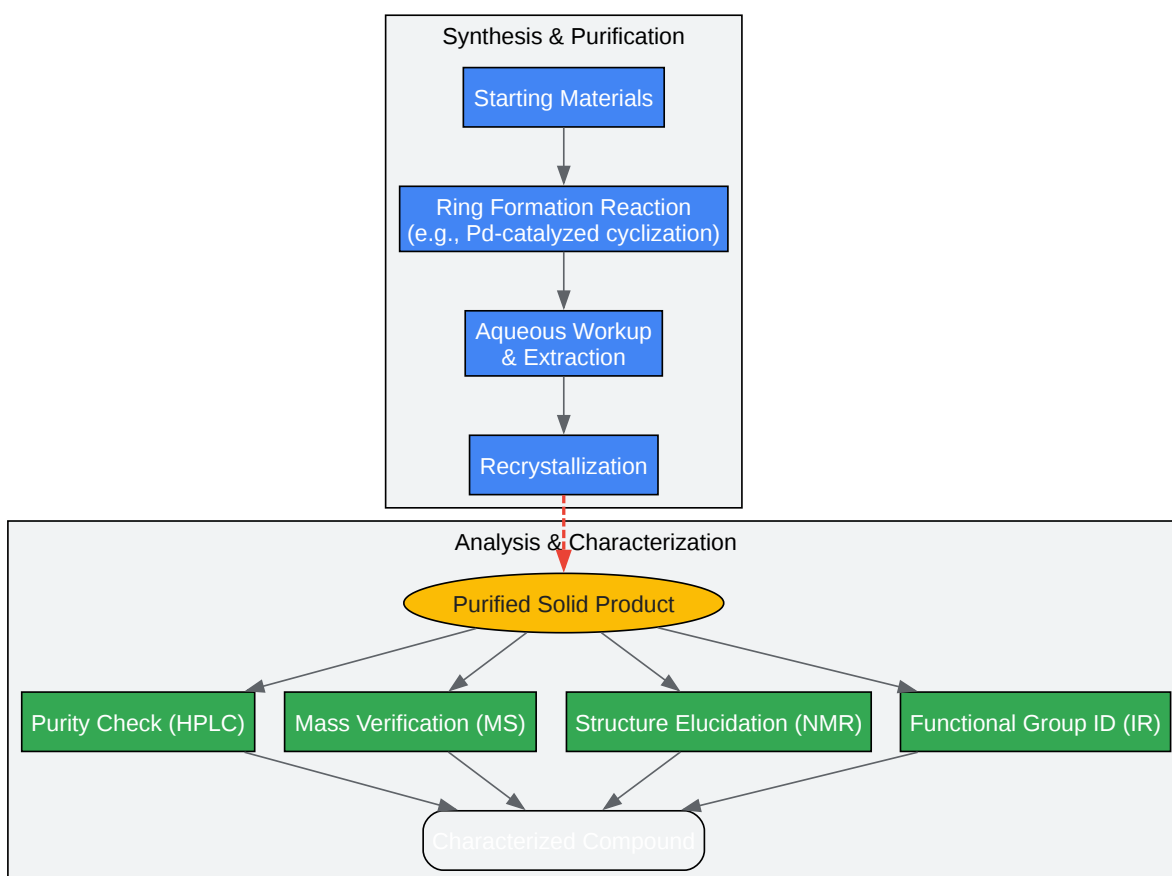 Synthesis & Purification
Starting Materials
Ring Formation Reaction
(e.g., Pd-catalyzed cyclization)
Aqueous Workup
& Extraction
Recrystallization
Analysis & Characterization
Purified Solid Product
Purity Check (HPLC)
Mass Verification (MS)
Structure Elucidation (NMR)
Functional Group ID (IR)
Characterized Compound